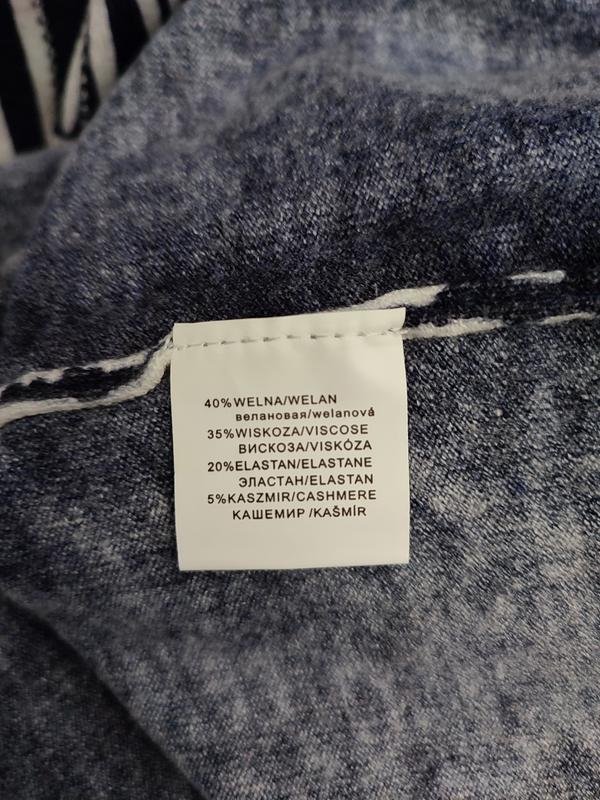 40%WELNA/WELAN
велановая/welanová
35%WISKOZA/VISCOSE
ВИСКОЗА/VISKÓZA
20%ELASTAN/ELASTANE
ЭЛАСТАН/ELASTAN
5%KASZMIR/CASHMERE
КАШЕМИР /KAŠMÍR